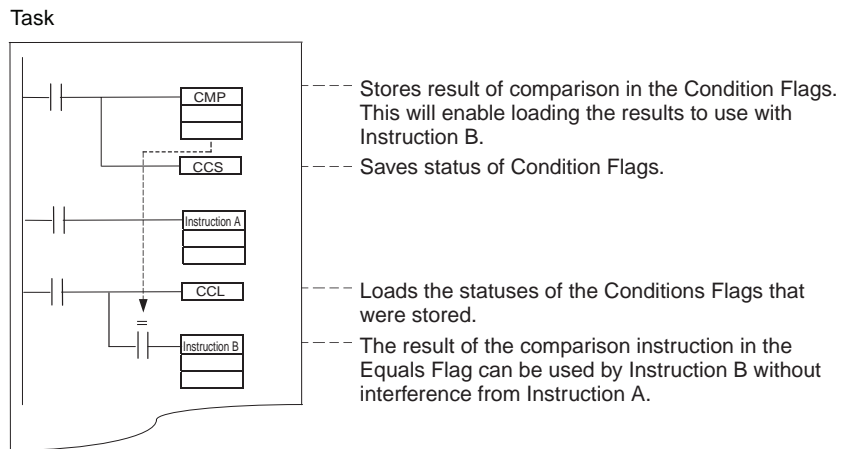 Task
CMP
Stores result of comparison in the Condition Flags.
This will enable loading the results to use with
Instruction B.
CCS
Saves status of Condition Flags.
Instruction A
CCL
Loads the statuses of the Conditions Flags that
were stored.
=
Instruction B
The result of the comparison instruction in the
Equals Flag can be used by Instruction B without
interference from Instruction A.